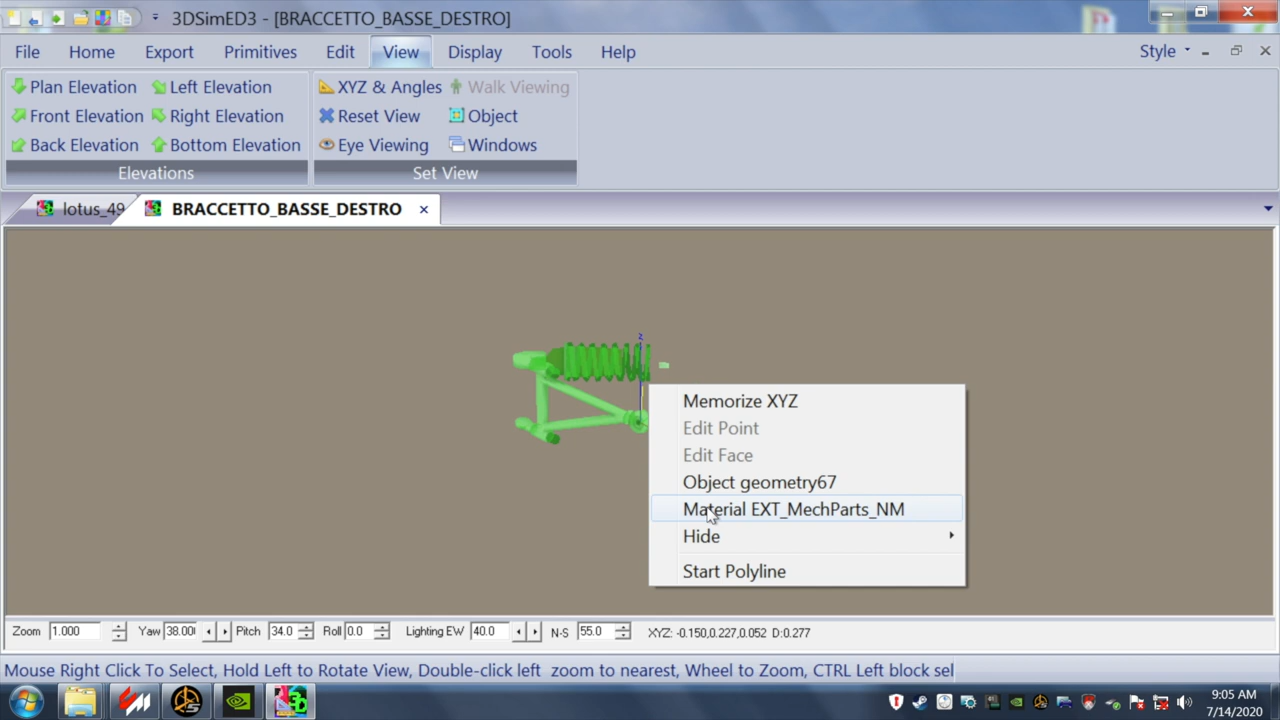 3DSimED3 - [BRACCETTO_BASSE_DESTRO]
File Home Export Primitives Edit View Display Tools Help Style
Plan Elevation Left Elevation XYZ & Angles Walk Viewing
Front Elevation Right Elevation Reset View Object
Back Elevation Bottom Elevation Eye Viewing Windows
Elevations Set View
lotus_49 BRACCETTO_BASSE_DESTRO
z
Memorize XYZ
Edit Point
Edit Face
Object geometry67
Material EXT_MechParts_NM
Hide
Start Polyline
Zoom 1.000 Yaw 38.00 Pitch 34.0 Roll 0.0 Lighting EW 40.0 N-S 55.0 XYZ: -0.150,0.227,0.052 D:0.277
Mouse Right Click To Select, Hold Left to Rotate View, Double-click left zoom to nearest, Wheel to Zoom, CTRL Left block sel
9:05 AM
7/14/2020